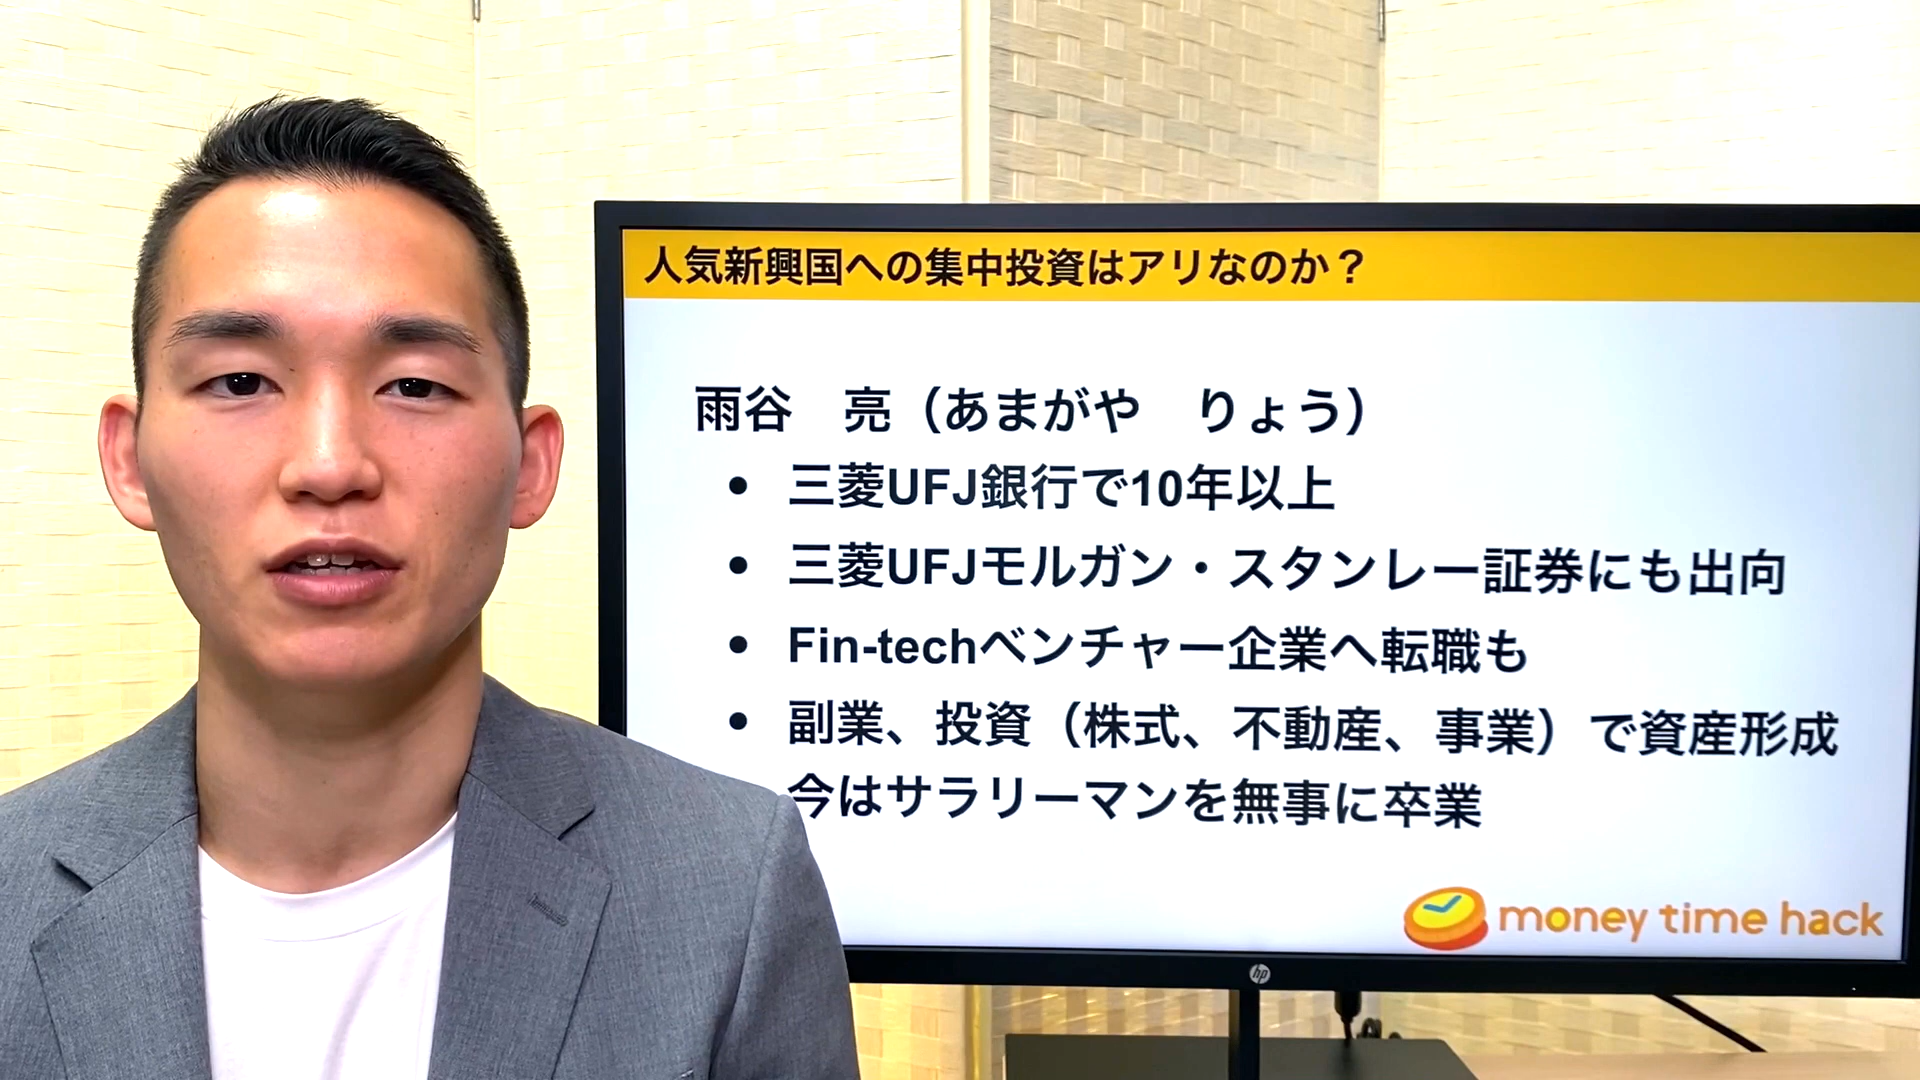 人気新興国への集中投資はアリなのか？
雨谷　亮（あまがや　りょう）
• 三菱UFJ銀行で10年以上
• 三菱UFJモルガン・スタンレー証券にも出向
• Fin-techベンチャー企業へ転職も
• 副業、投資（株式、不動産、事業）で資産形成
今はサラリーマンを無事に卒業
money time hack
hp